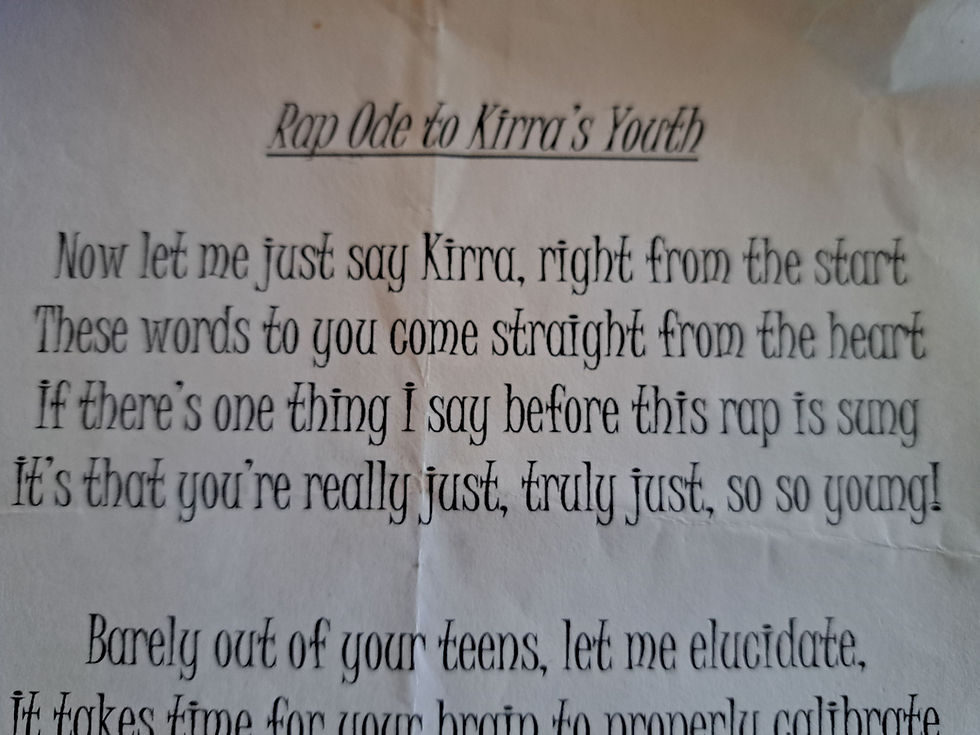 Rap Ode to Kirra's Youth
Now let me just say Kirra, right from the start
These words to you come straight from the heart
If there's one thing I say before this rap is sung
It's that you're really just, truly just, so so young!
Barely out of your teens, let me elucidate,
It takes time for your brain to properly calibrate